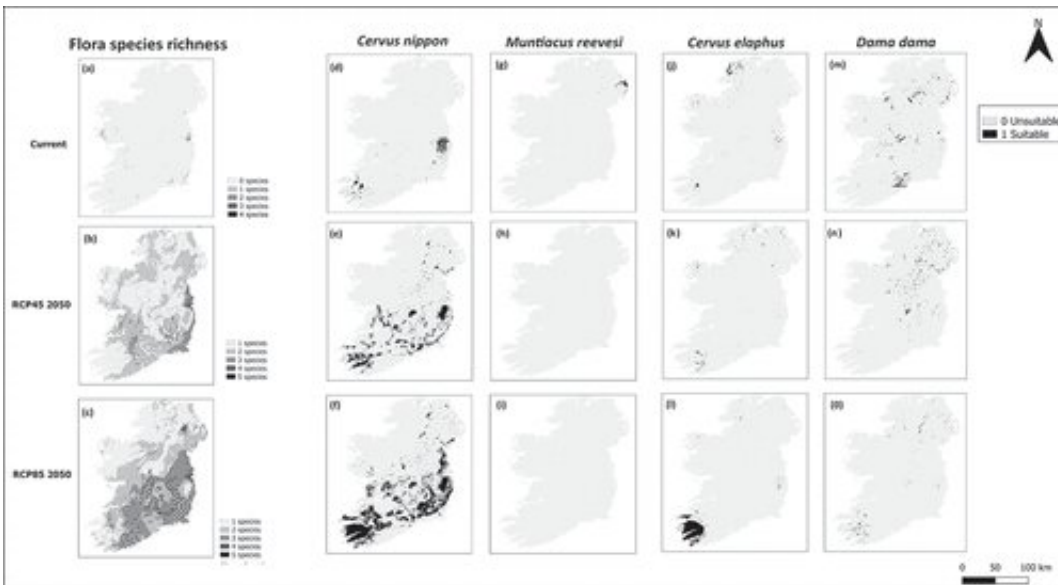 N
Flora species richness
Cervus nippon
Muntiacus reevesi
Cervus elaphus
Dama dama
(a)
(d)
(g)
(j)
(m)
0 Unsuitable
1 Suitable
Current
0 species
1 species
2 species
3 species
4 species
(b)
(e)
(h)
(k)
(n)
RCP45 2050
1 species
2 species
3 species
4 species
5 species
(c)
(f)
(i)
(l)
(o)
RCP85 2050
1 species
2 species
3 species
4 species
5 species
0 50 100 km